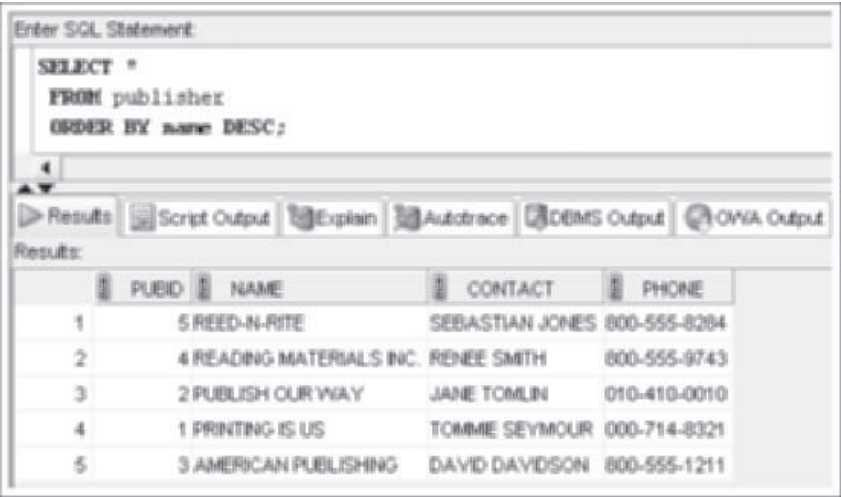 Enter SQL Statement:
SELECT *
FROM publisher
ORDER BY name DESC;
Results Script Output Explain Autotrace DBMS Output OWA Output
Results:
PUBID NAME CONTACT PHONE
1 5 REED-N-RITE SEBASTIAN JONES 800-555-8284
2 4 READING MATERIALS INC. RENEE SMITH 800-555-9743
3 2 PUBLISH OUR WAY JANE TOMLIN 010-410-0010
4 1 PRINTING IS US TOMMIE SEYMOUR 000-714-8321
5 3 AMERICAN PUBLISHING DAVID DAVIDSON 800-555-1211